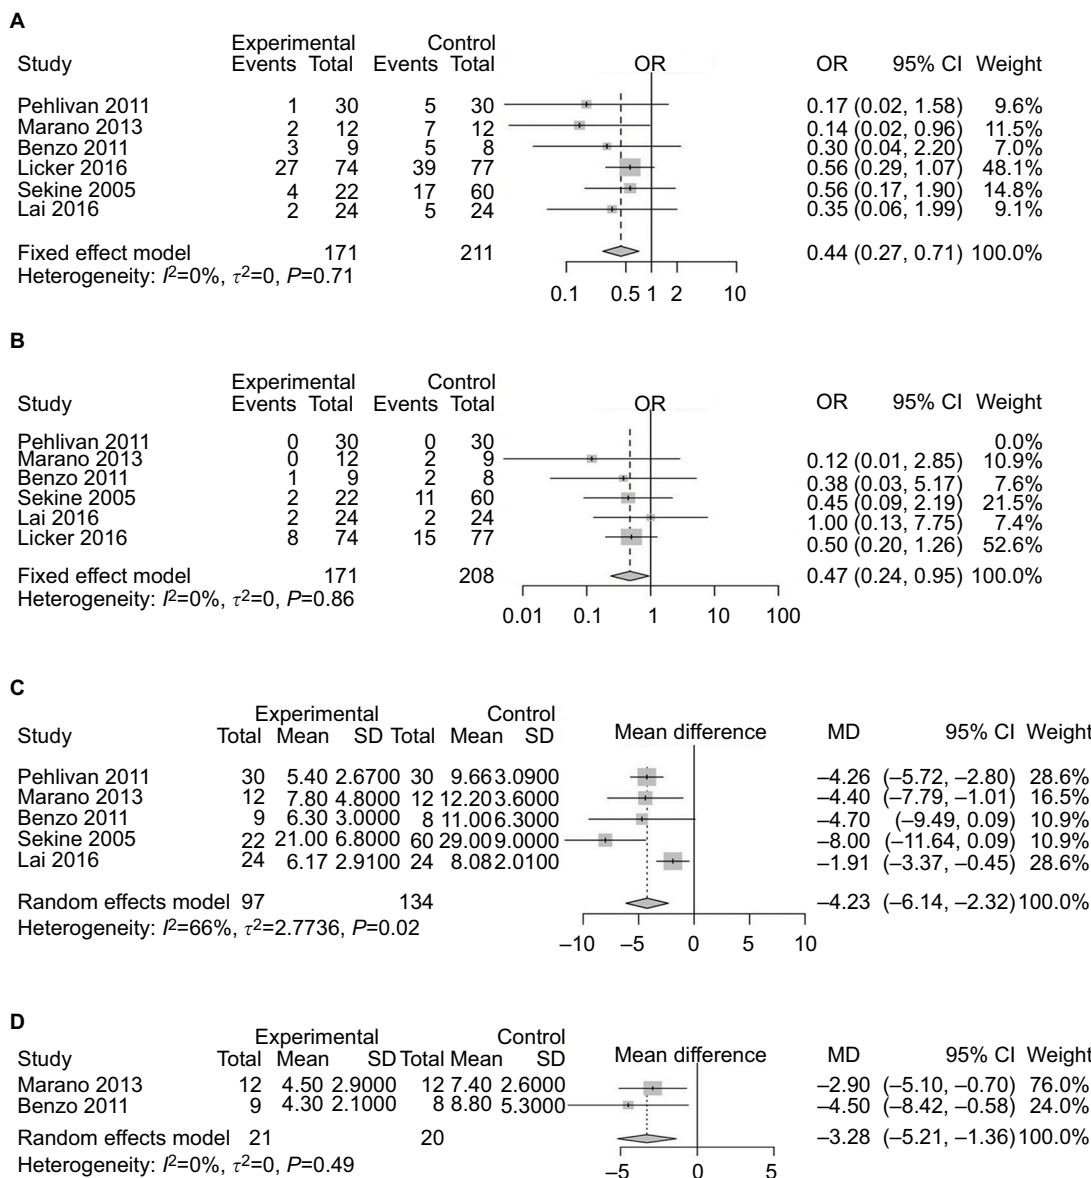 A
Experimental Control
Study Events Total Events Total OR OR 95% CI Weight
Pehlivan 2011 1 30 5 30 0.17 (0.02, 1.58) 9.6%
Marano 2013 2 12 7 12 0.14 (0.02, 0.96) 11.5%
Benzo 2011 3 9 5 8 0.30 (0.04, 2.20) 7.0%
Licker 2016 27 74 39 77 0.56 (0.29, 1.07) 48.1%
Sekine 2005 4 22 17 60 0.56 (0.17, 1.90) 14.8%
Lai 2016 2 24 5 24 0.35 (0.06, 1.99) 9.1%
Fixed effect model 171 211 0.44 (0.27, 0.71) 100.0%
Heterogeneity: I²=0%, τ²=0, P=0.71
0.1 0.5 1 2 10
B
Experimental Control
Study Events Total Events Total OR OR 95% CI Weight
Pehlivan 2011 0 30 0 30 0.0%
Marano 2013 0 12 2 9 0.12 (0.01, 2.85) 10.9%
Benzo 2011 1 9 2 8 0.38 (0.03, 5.17) 7.6%
Sekine 2005 2 22 11 60 0.45 (0.09, 2.19) 21.5%
Lai 2016 2 24 2 24 1.00 (0.13, 7.75) 7.4%
Licker 2016 8 74 15 77 0.50 (0.20, 1.26) 52.6%
Fixed effect model 171 208 0.47 (0.24, 0.95) 100.0%
Heterogeneity: I²=0%, τ²=0, P=0.86
0.01 0.1 1 10 100
C
Experimental Control
Study Total Mean SD Total Mean SD Mean difference MD 95% CI Weight
Pehlivan 2011 30 5.40 2.6700 30 9.66 3.0900 –4.26 (–5.72, –2.80) 28.6%
Marano 2013 12 7.80 4.8000 12 12.20 3.6000 –4.40 (–7.79, –1.01) 16.5%
Benzo 2011 9 6.30 3.0000 8 11.00 6.3000 –4.70 (–9.49, 0.09) 10.9%
Sekine 2005 22 21.00 6.8000 60 29.00 9.0000 –8.00 (–11.64, 0.09) 10.9%
Lai 2016 24 6.17 2.9100 24 8.08 2.0100 –1.91 (–3.37, –0.45) 28.6%
Random effects model 97 134 –4.23 (–6.14, –2.32) 100.0%
Heterogeneity: I²=66%, τ²=2.7736, P=0.02
–10 –5 0 5 10
D
Experimental Control
Study Total Mean SD Total Mean SD Mean difference MD 95% CI Weight
Marano 2013 12 4.50 2.9000 12 7.40 2.6000 –2.90 (–5.10, –0.70) 76.0%
Benzo 2011 9 4.30 2.1000 8 8.80 5.3000 –4.50 (–8.42, –0.58) 24.0%
Random effects model 21 20 –3.28 (–5.21, –1.36) 100.0%
Heterogeneity: I²=0%, τ²=0, P=0.49
–5 0 5